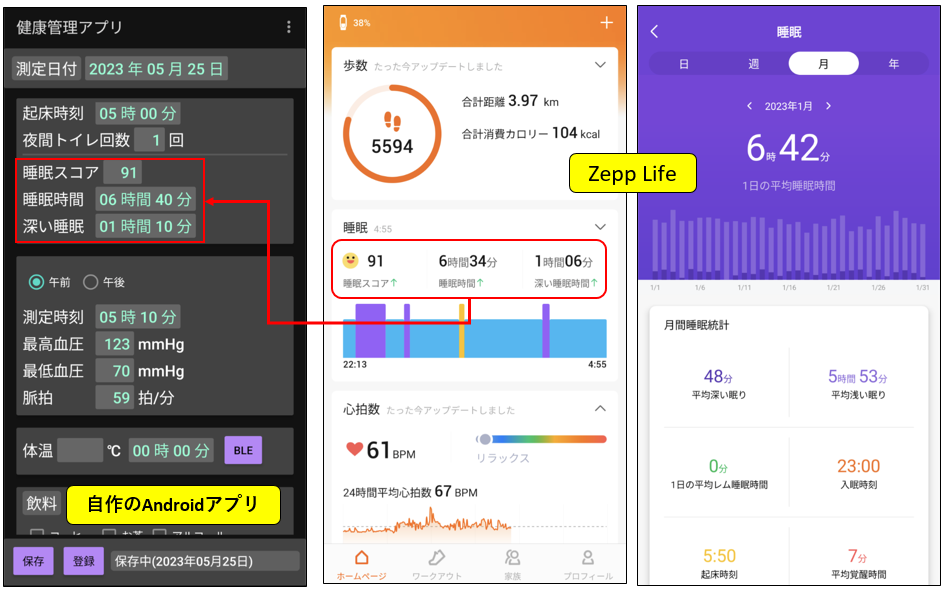 健康管理アプリ
測定日付 2023 年 05 月 25 日
起床時刻 05 時 00 分
夜間トイレ回数 1 回
睡眠スコア 91
睡眠時間 06 時間 40 分
深い睡眠 01 時間 10 分
午前 午後
測定時刻 05 時 10 分
最高血圧 123 mmHg
最低血圧 70 mmHg
脈拍 59 拍/分
体温 ℃ 00 時 00 分 BLE
飲料
自作のAndroidアプリ
保存 登録 保存中(2023年05月25日)
38%
歩数 たった今アップデートしました
5594
合計距離 3.97 km
合計消費カロリー 104 kcal
睡眠 4:55
91 6時間34分 1時間06分
睡眠スコア↑ 睡眠時間↑ 深い睡眠時間↑
22:13 4:55
心拍数 たった今アップデートしました
61 BPM
リラックス
24時間平均心拍数 67 BPM
ホームページ ワークアウト 家族 プロフィール
Zepp Life
睡眠
日 週 月 年
2023年1月
6時42分
1日の平均睡眠時間
1/1 1/6 1/11 1/16 1/21 1/26 1/31
月間睡眠統計
48分 5時間 53分
平均深い眠り 平均浅い眠り
0分 23:00
1日の平均レム睡眠時間 入眠時刻
5:50 7分
起床時刻 平均覚醒時間